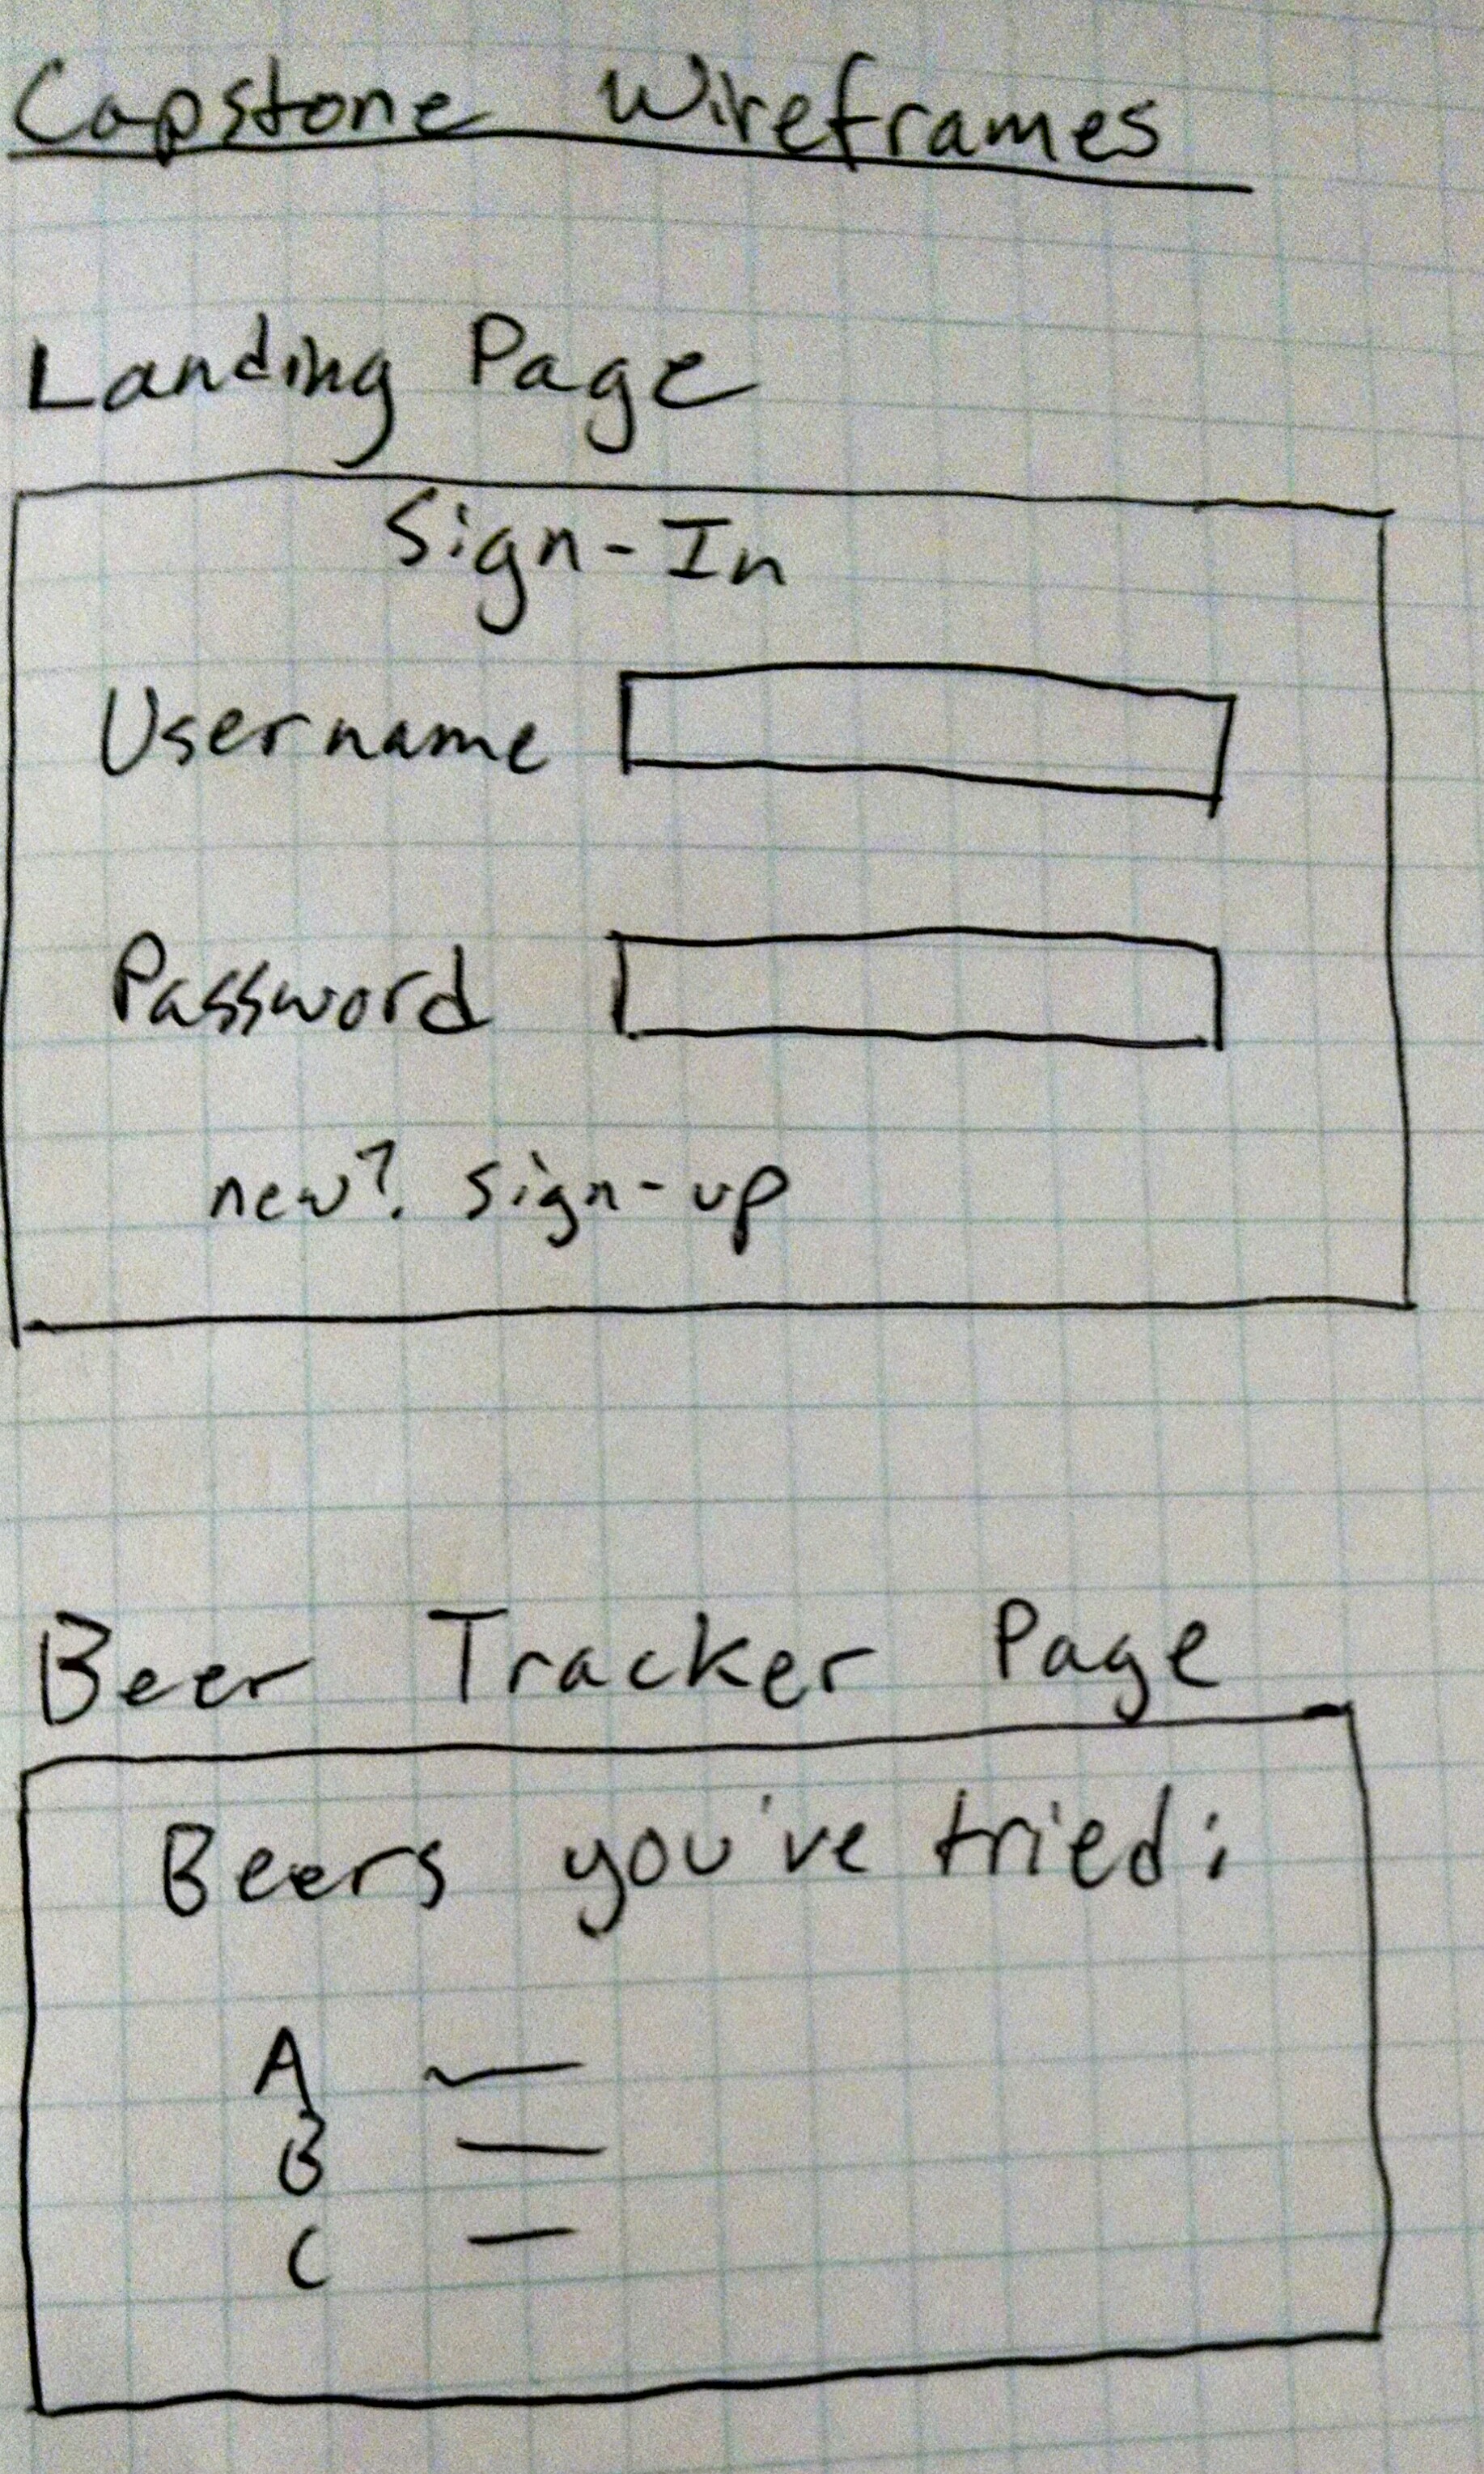 Capstone Wireframes
Landing Page
Sign-In
Username
Password
new? sign-up
Beer Tracker Page
Beers you've tried:
A
B
C